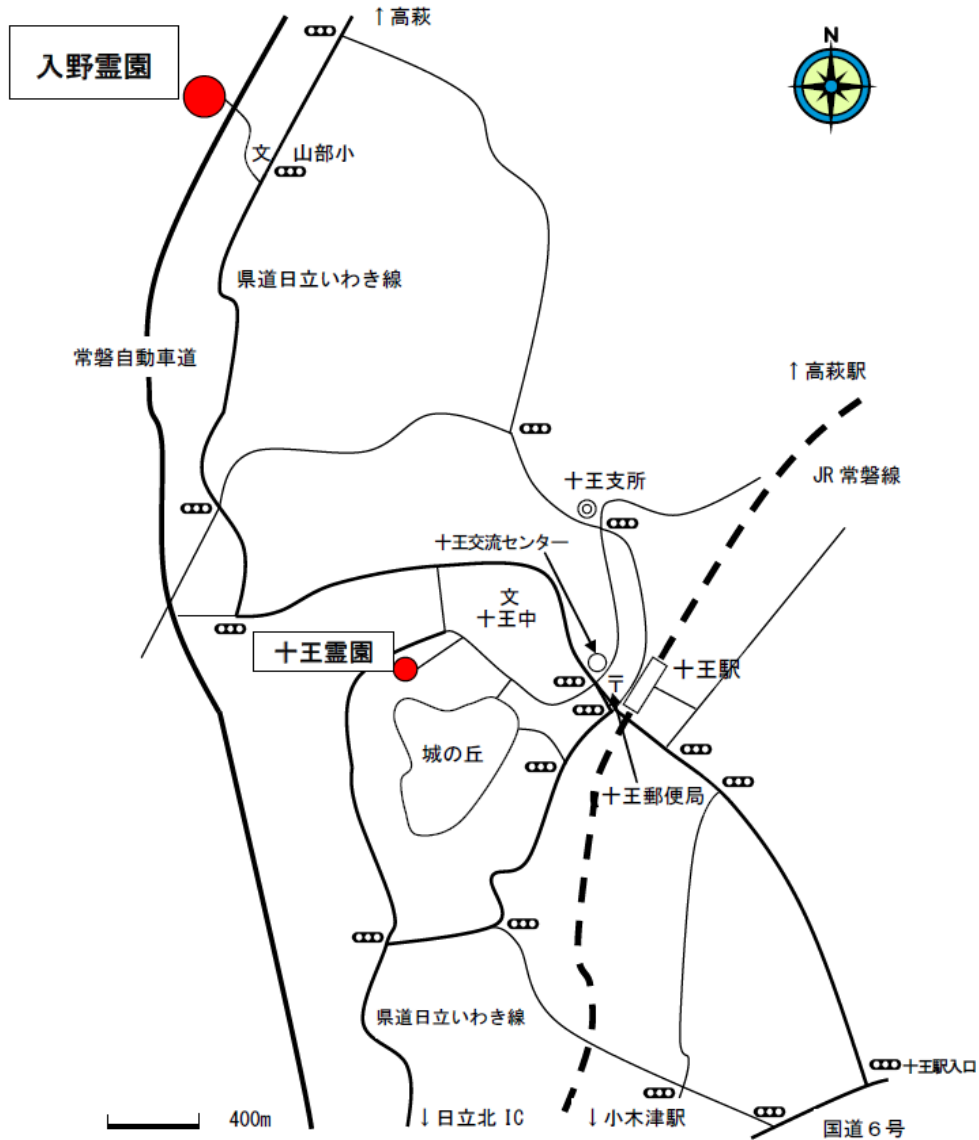 ↑高萩
N
入野霊園
文 山部小
県道日立いわき線
常磐自動車道
↑高萩駅
JR 常磐線
十王支所
十王交流センター
文
十王中
十王霊園
十王駅
〒
城の丘
十王郵便局
県道日立いわき線
十王駅入口
400m
↓日立北 IC
↓小木津駅
国道６号